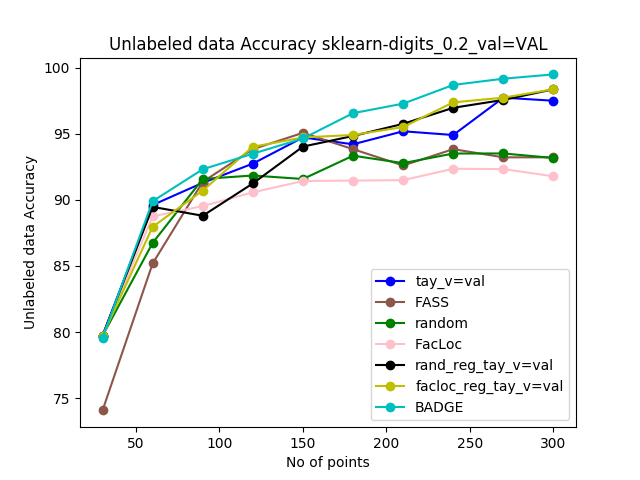 Unlabeled data Accuracy sklearn-digits_0.2_val=VAL
100
95
90
85
80
75
Unlabeled data Accuracy
tay_v=val
FASS
random
FacLoc
rand_reg_tay_v=val
facloc_reg_tay_v=val
BADGE
50 100 150 200 250 300
No of points